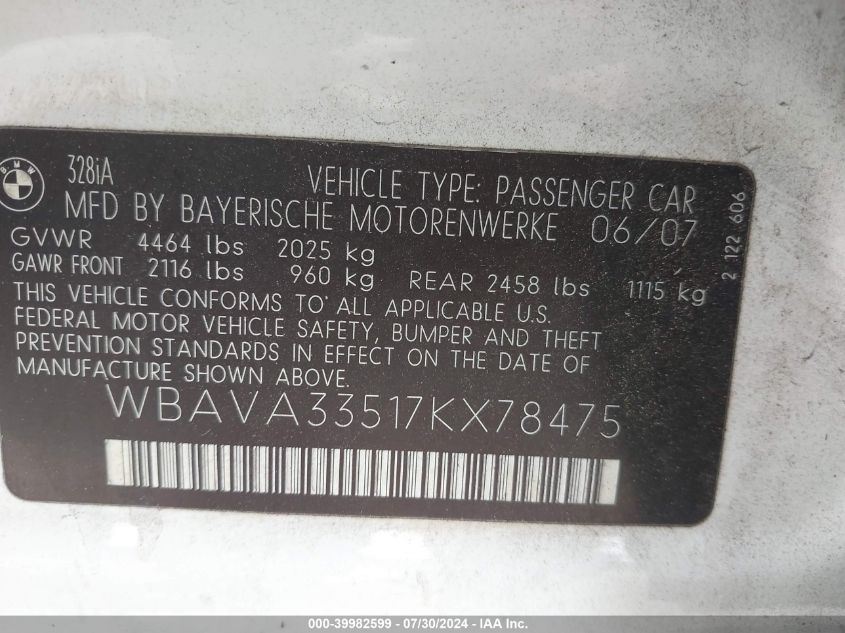 BMW
328iA
VEHICLE TYPE: PASSENGER CAR
MFD BY BAYERISCHE MOTORENWERKE 06/07
GVWR 4464 lbs 2025 kg
GAWR FRONT 2116 lbs 960 kg REAR 2458 lbs 1115 kg
THIS VEHICLE CONFORMS TO ALL APPLICABLE U.S.
FEDERAL MOTOR VEHICLE SAFETY, BUMPER AND THEFT
PREVENTION STANDARDS IN EFFECT ON THE DATE OF
MANUFACTURE SHOWN ABOVE.
WBAVA33517KX78475
2 122 606
000-39982599 - 07/30/2024 - IAA Inc.